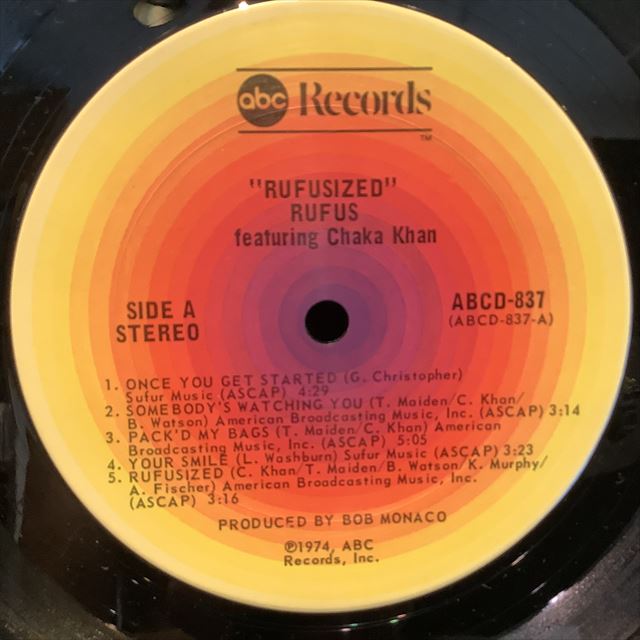 abc Records
TM
"RUFUSIZED"
RUFUS
featuring Chaka Khan
SIDE A
STEREO
ABCD-837
(ABCD-837-A)
1. ONCE YOU GET STARTED (G. Christopher)
Sufur Music (ASCAP) 4:29
2. SOMEBODY'S WATCHING YOU (T. Maiden/C. Khan/
B. Watson) American Broadcasting Music, Inc. (ASCAP) 3:14
3. PACK'D MY BAGS (T. Maiden/C. Khan) American
Broadcasting Music, Inc. (ASCAP) 5:05
4. YOUR SMILE (L. Washburn) Sufur Music (ASCAP) 3:23
5. RUFUSIZED (C. Khan/T. Maiden/B. Watson/K. Murphy/
A. Fischer) American Broadcasting Music, Inc.
(ASCAP) 3:16
PRODUCED BY BOB MONACO
℗1974, ABC
Records, Inc.